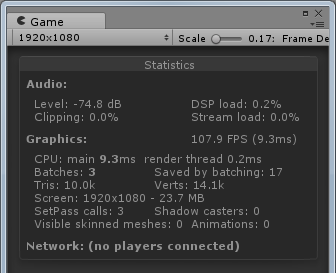 Game
1920x1080 Scale 0.17: Frame De
Statistics
Audio:
Level: -74.8 dB DSP load: 0.2%
Clipping: 0.0% Stream load: 0.0%
Graphics: 107.9 FPS (9.3ms)
CPU: main 9.3ms render thread 0.2ms
Batches: 3 Saved by batching: 17
Tris: 10.0k Verts: 14.1k
Screen: 1920x1080 - 23.7 MB
SetPass calls: 3 Shadow casters: 0
Visible skinned meshes: 0 Animations: 0
Network: (no players connected)